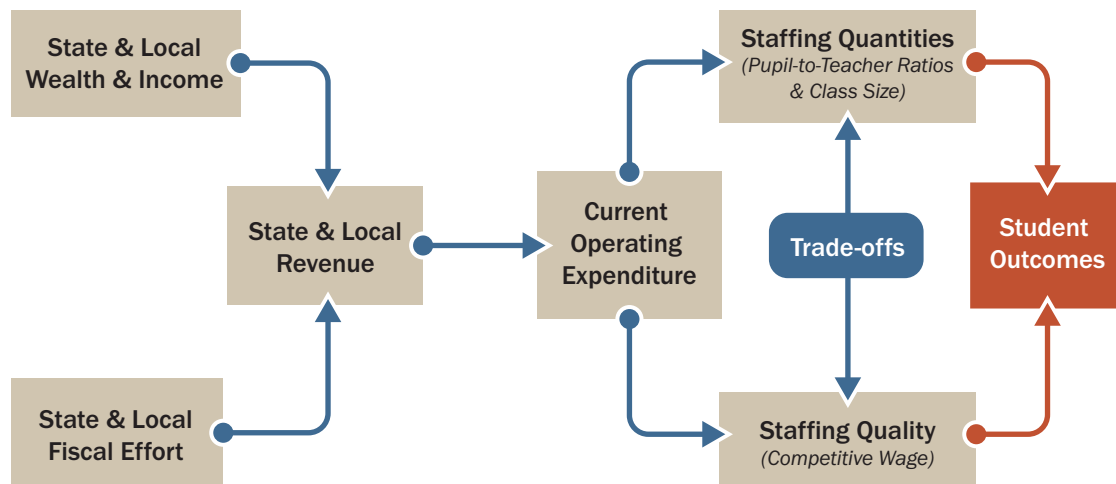 State & Local
Wealth & Income
State & Local
Fiscal Effort
State & Local
Revenue
Current
Operating
Expenditure
Staffing Quantities
(Pupil-to-Teacher Ratios
& Class Size)
Trade-offs
Staffing Quality
(Competitive Wage)
Student
Outcomes